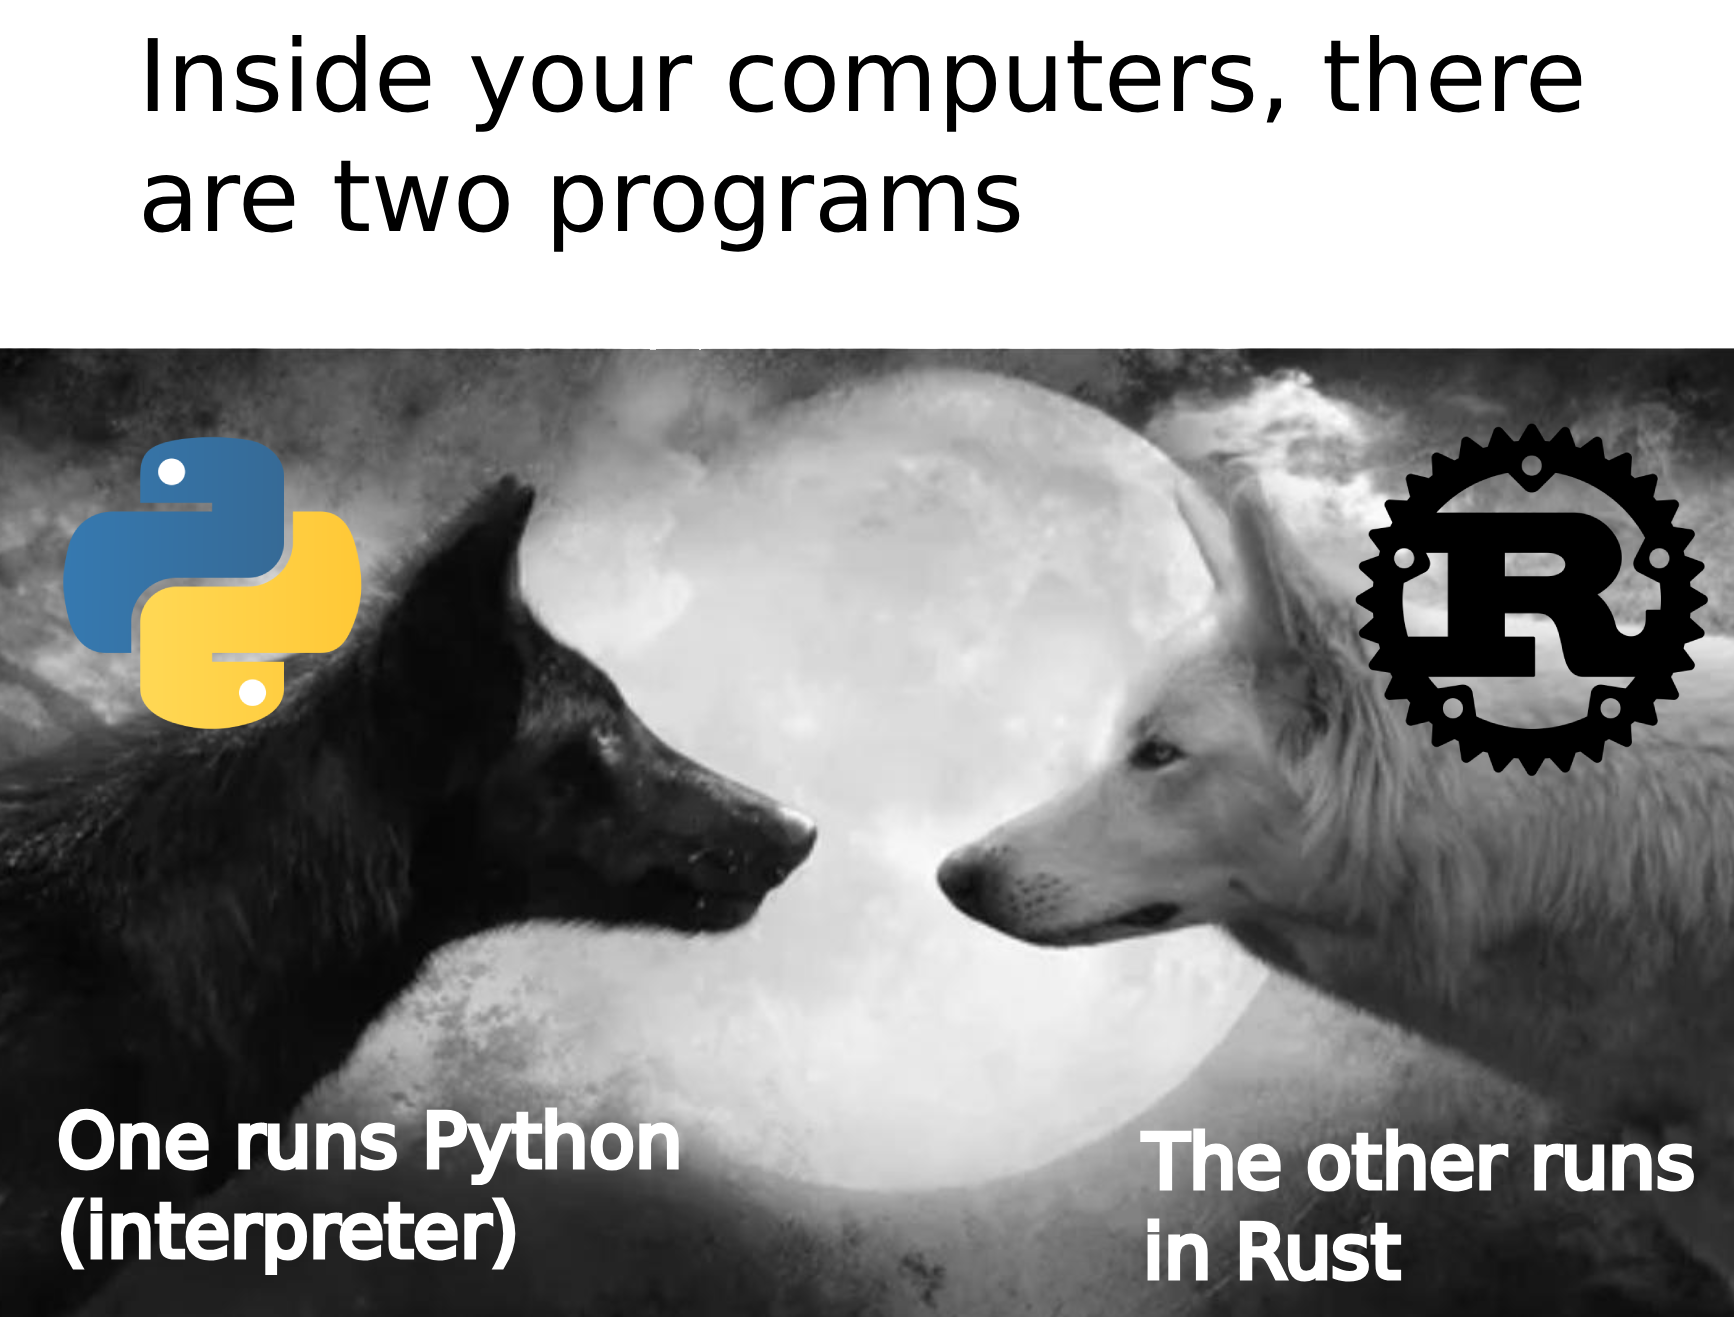 Inside your computers, there
are two programs
R
One runs Python
(interpreter)
The other runs
in Rust